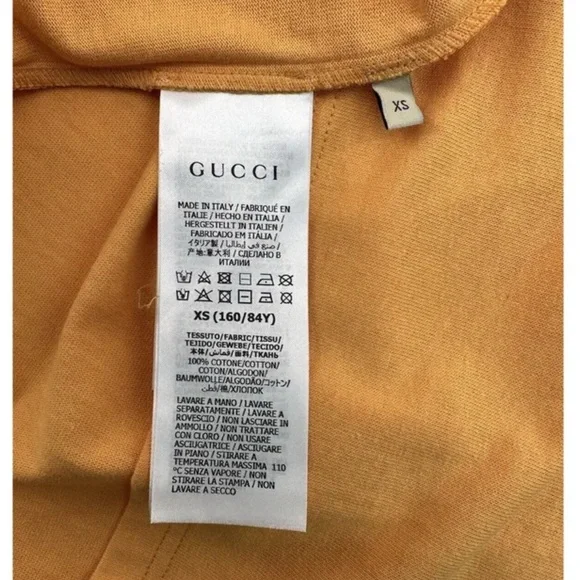 XS
GUCCI
MADE IN ITALY / FABRIQUÉ EN
ITALIE / HECHO EN ITALIA /
HERGESTELLT IN ITALIEN /
FABRICADO EM ITÁLIA /
イタリア製 / صنع في إيطاليا /
产地:意大利 / СДЕЛАНО В
ИТАЛИИ
XS (160/84Y)
TESSUTO/FABRIC/TISSU/
TEJIDO/GEWEBE/TECIDO/
本体/قماش/面料/ТКАНЬ
100% COTONE/COTTON/
COTON/ALGODON/
BAUMWOLLE/ALGODÃO/コットン/
قطن/棉/ХЛОПОК
LAVARE A MANO / LAVARE
SEPARATAMENTE / LAVARE A
ROVESCIO / NON LASCIARE IN
AMMOLLO / NON TRATTARE
CON CLORO / NON USARE
ASCIUGATRICE / ASCIUGARE
IN PIANO / STIRARE A
TEMPERATURA MASSIMA 110
°C SENZA VAPORE / NON
STIRARE LA STAMPA / NON
LAVARE A SECCO